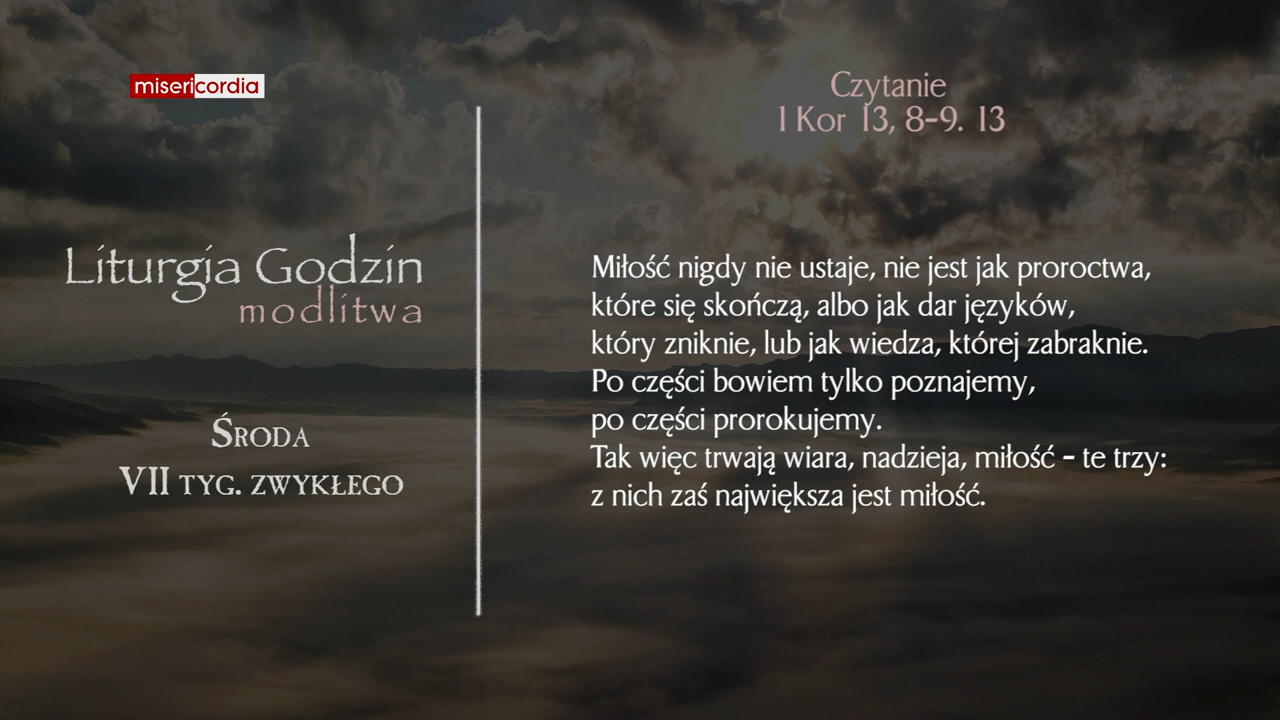 misericordia
Liturgia Godzin
modlitwa
Środa
VII tyg. zwykłego
Czytanie
1 Kor 13, 8-9. 13
Miłość nigdy nie ustaje, nie jest jak proroctwa,
które się skończą, albo jak dar języków,
który zniknie, lub jak wiedza, której zabraknie.
Po części bowiem tylko poznajemy,
po części prorokujemy.
Tak więc trwają wiara, nadzieja, miłość - te trzy:
z nich zaś największa jest miłość.